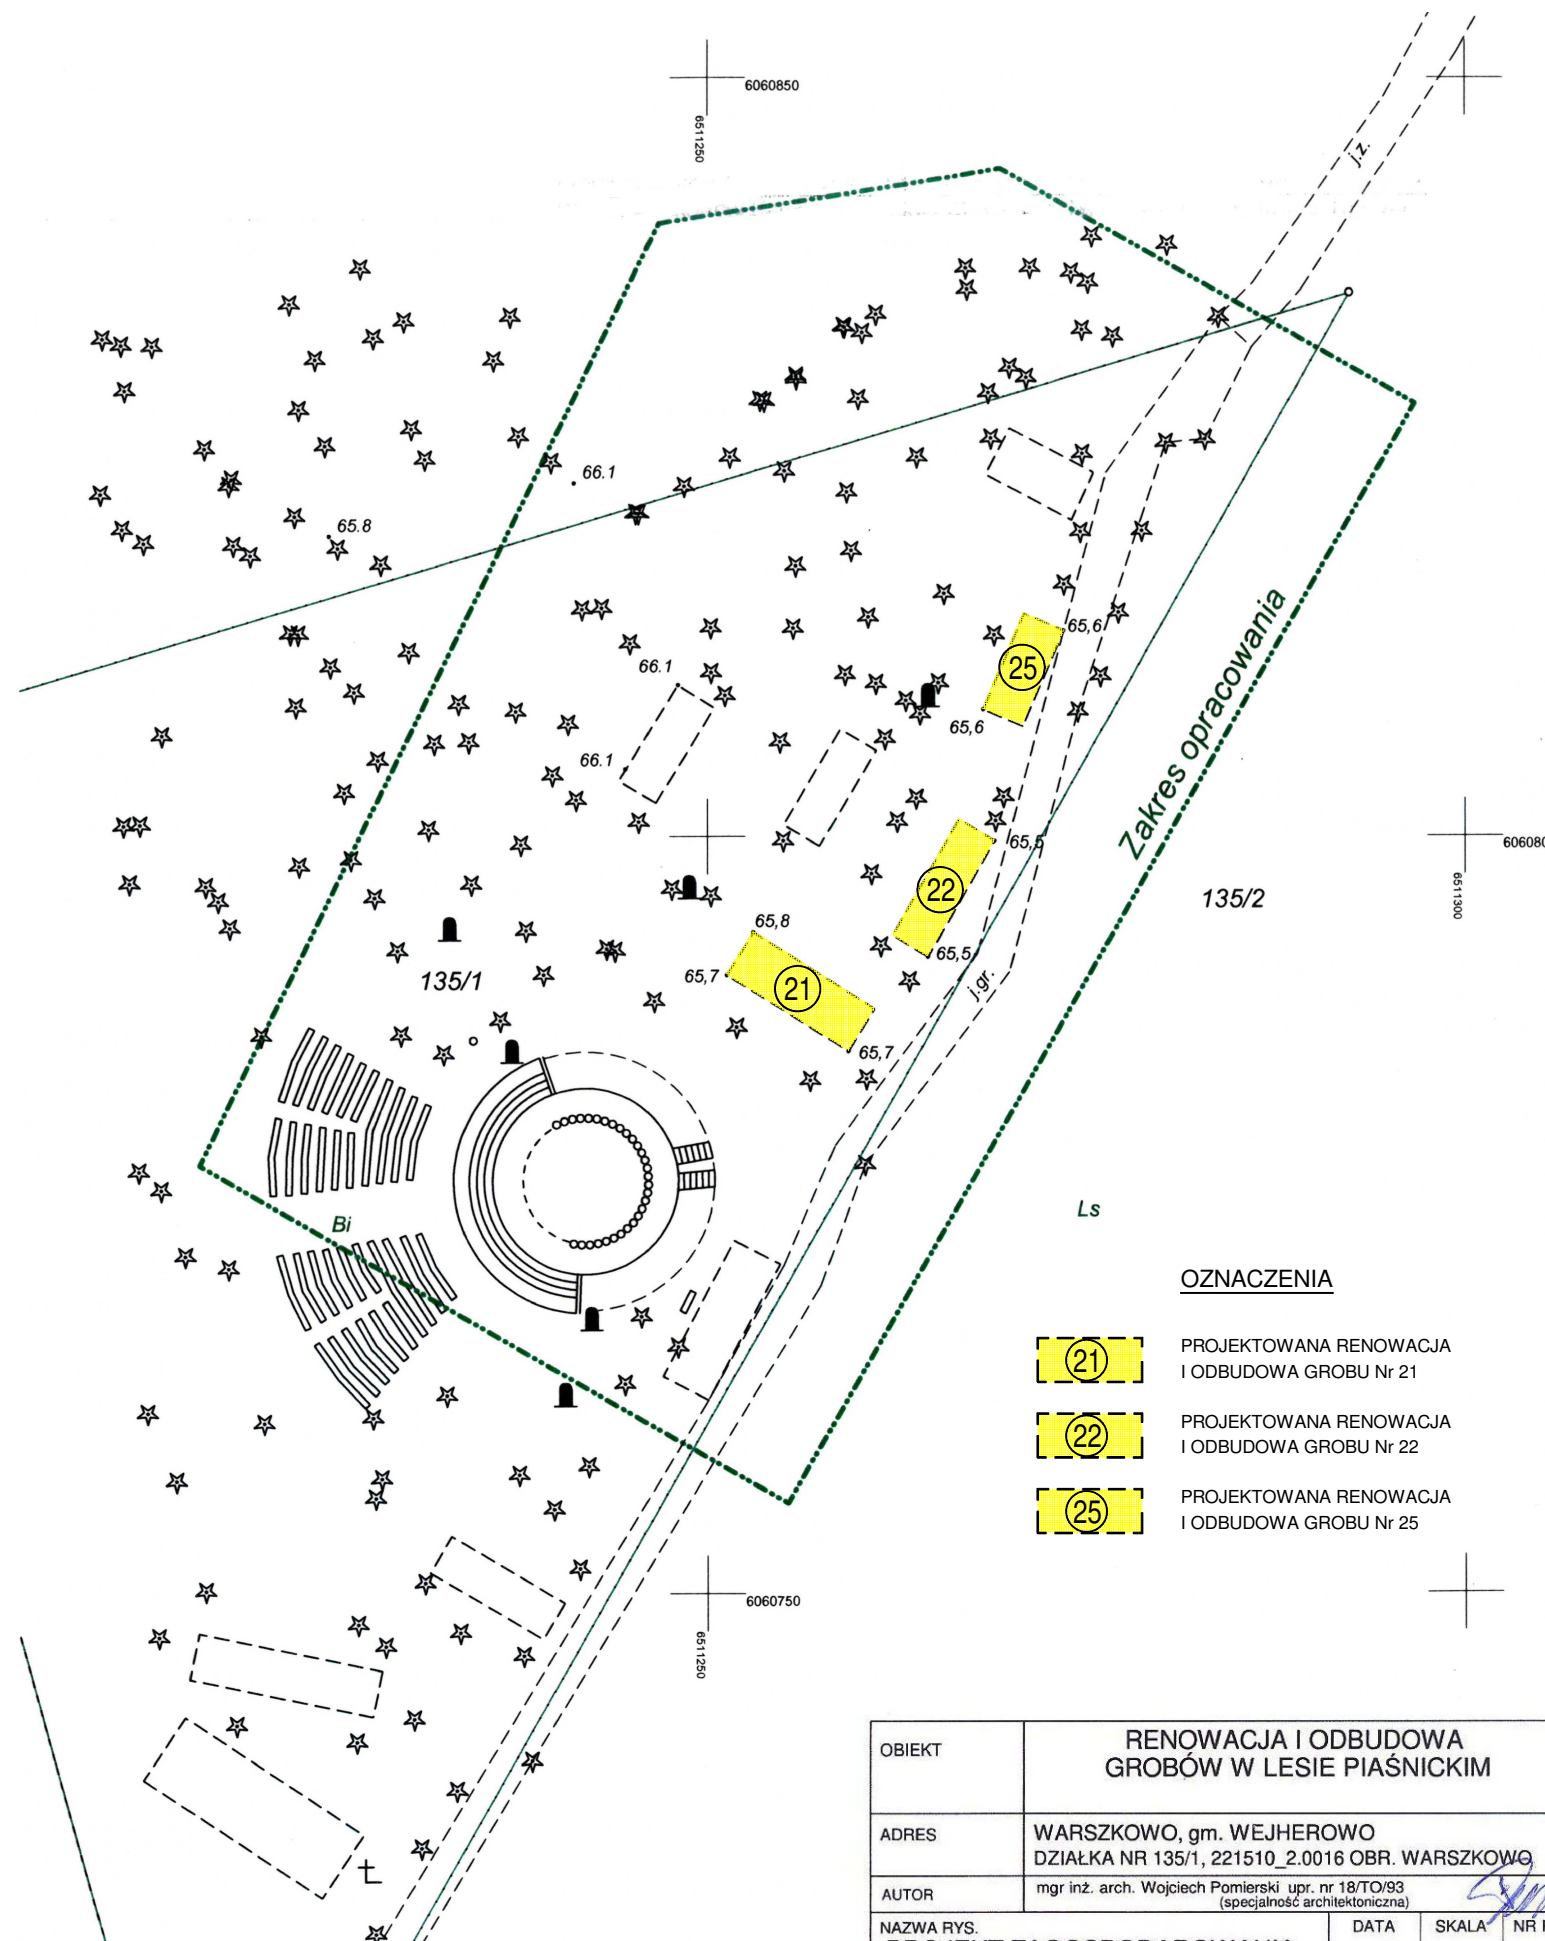 6060850
6511250
j.z.
66.1
65.8
66.1
66.1
65,6
25
65,6
Zakres opracowania
606080
6511300
65,5
22
65,5
135/2
65,8
65,7
21
65,7
j.gr.
135/1
Bi
Ls
OZNACZENIA
21
PROJEKTOWANA RENOWACJA
I ODBUDOWA GROBU Nr 21
22
PROJEKTOWANA RENOWACJA
I ODBUDOWA GROBU Nr 22
25
PROJEKTOWANA RENOWACJA
I ODBUDOWA GROBU Nr 25
6060750
6511250
OBIEKT
RENOWACJA I ODBUDOWA
GROBÓW W LESIE PIAŚNICKIM
ADRES
WARSZKOWO, gm. WEJHEROWO
DZIAŁKA NR 135/1, 221510_2.0016 OBR. WARSZKOWO
AUTOR
mgr inż. arch. Wojciech Pomierski upr. nr 18/TO/93
(specjalność architektoniczna)
NAZWA RYS.
DATA
SKALA
NR